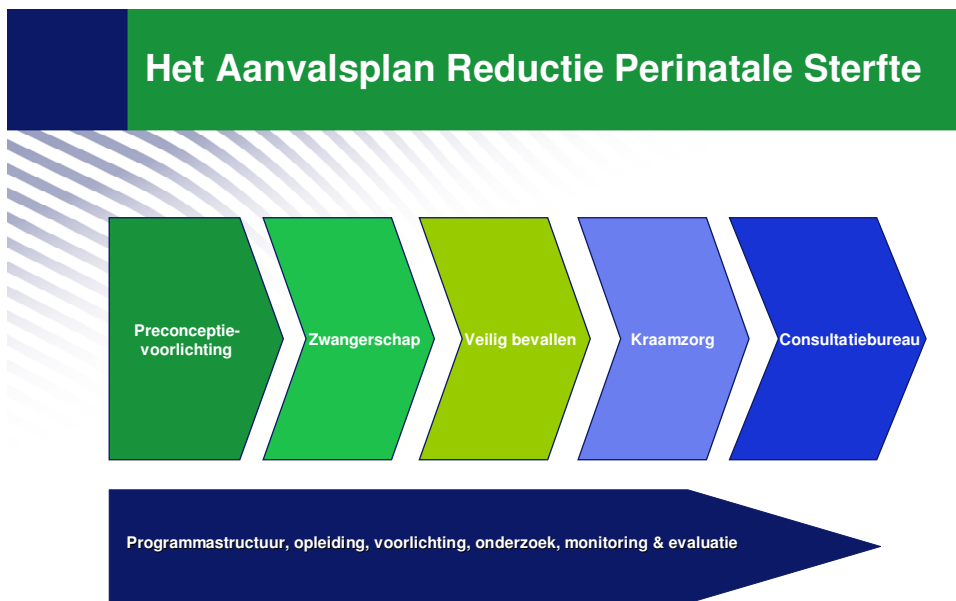 Het Aanvalsplan Reductie Perinatale Sterfte
Preconceptie-
voorlichting
Zwangerschap
Veilig bevallen
Kraamzorg
Consultatiebureau
Programmastructuur, opleiding, voorlichting, onderzoek, monitoring & evaluatie